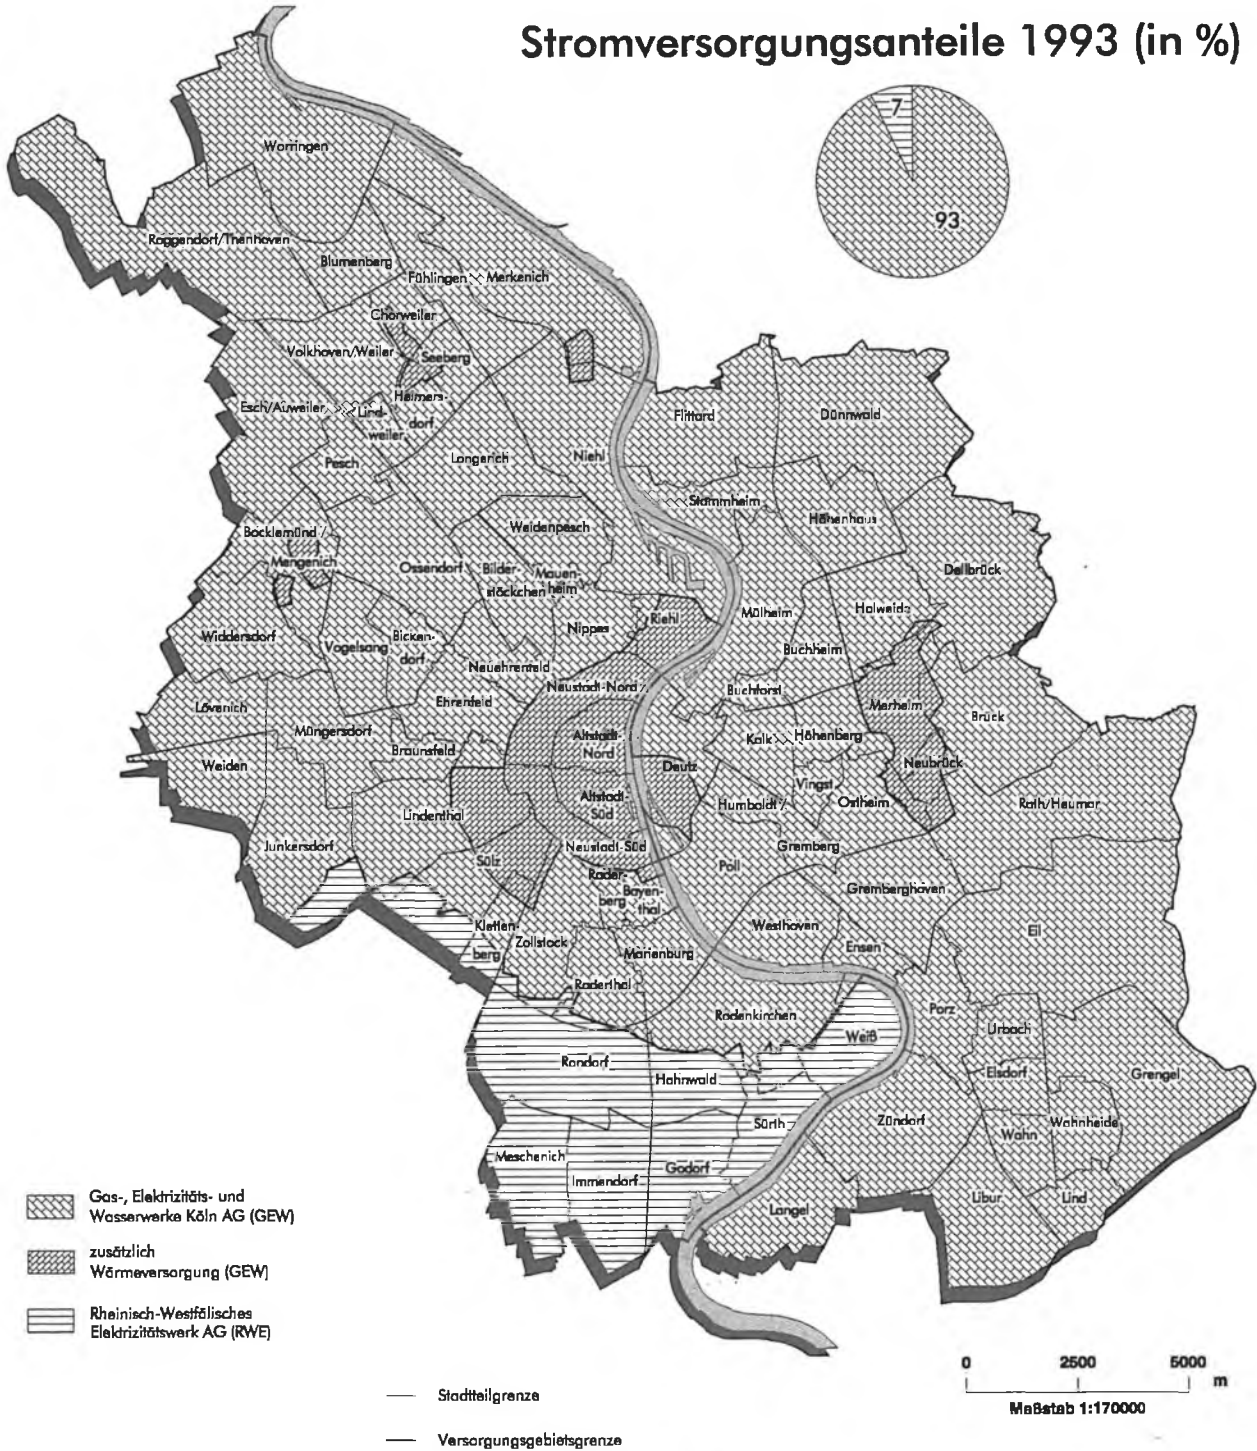 Stromversorgungsanteile 1993 (in %)
7
93
Worringen
Roggendorf/Thenhoven
Blumenberg
Fühlingen
Merkenich
Chorweiler
Volkhoven/Weiler
Seeberg
Heimers-
dorf
Esch/Auweiler
Lind-
weiler
Pesch
Longerich
Niehl
Flittard
Dünnwald
Stammheim
Höhenhaus
Weidenpesch
Bocklemünd/
Mengenich
Ossendorf
Bilder-
stöckchen
Mauen-
heim
Dellbrück
Nippes
Riehl
Mülheim
Holweide
Widdersdorf
Vogelsang
Bicken-
dorf
Buchheim
Neuehrenfeld
Neustadt-Nord
Buchforst
Merheim
Brück
Lövenich
Ehrenfeld
Müngersdorf
Altstadt-
Nord
Kalk
Höhenberg
Braunsfeld
Weiden
Deutz
Neubrück
Vingst
Ostheim
Rath/Heumar
Altstadt-
Süd
Humboldt/
Gremberg
Lindenthal
Junkersdorf
Neustadt-Süd
Sülz
Poll
Rader-
berg
Bayen-
thal
Gremberghoven
Kletten-
berg
Zollstock
Marienburg
Westhoven
Ensen
Eil
Raderthal
Rodenkirchen
Porz
Weiß
Urbach
Rondorf
Hahnwald
Elsdorf
Grengel
Sürth
Zündorf
Wahn
Wahnheide
Meschenich
Immendorf
Godorf
Langel
Libur
Lind
Gas-, Elektrizitäts- und
Wasserwerke Köln AG (GEW)
zusätzlich
Wärmeversorgung (GEW)
Rheinisch-Westfälisches
Elektrizitätswerk AG (RWE)
0 2500 5000
m
Maßstab 1:170000
Stadtteilgrenze
Versorgungsgebietsgrenze